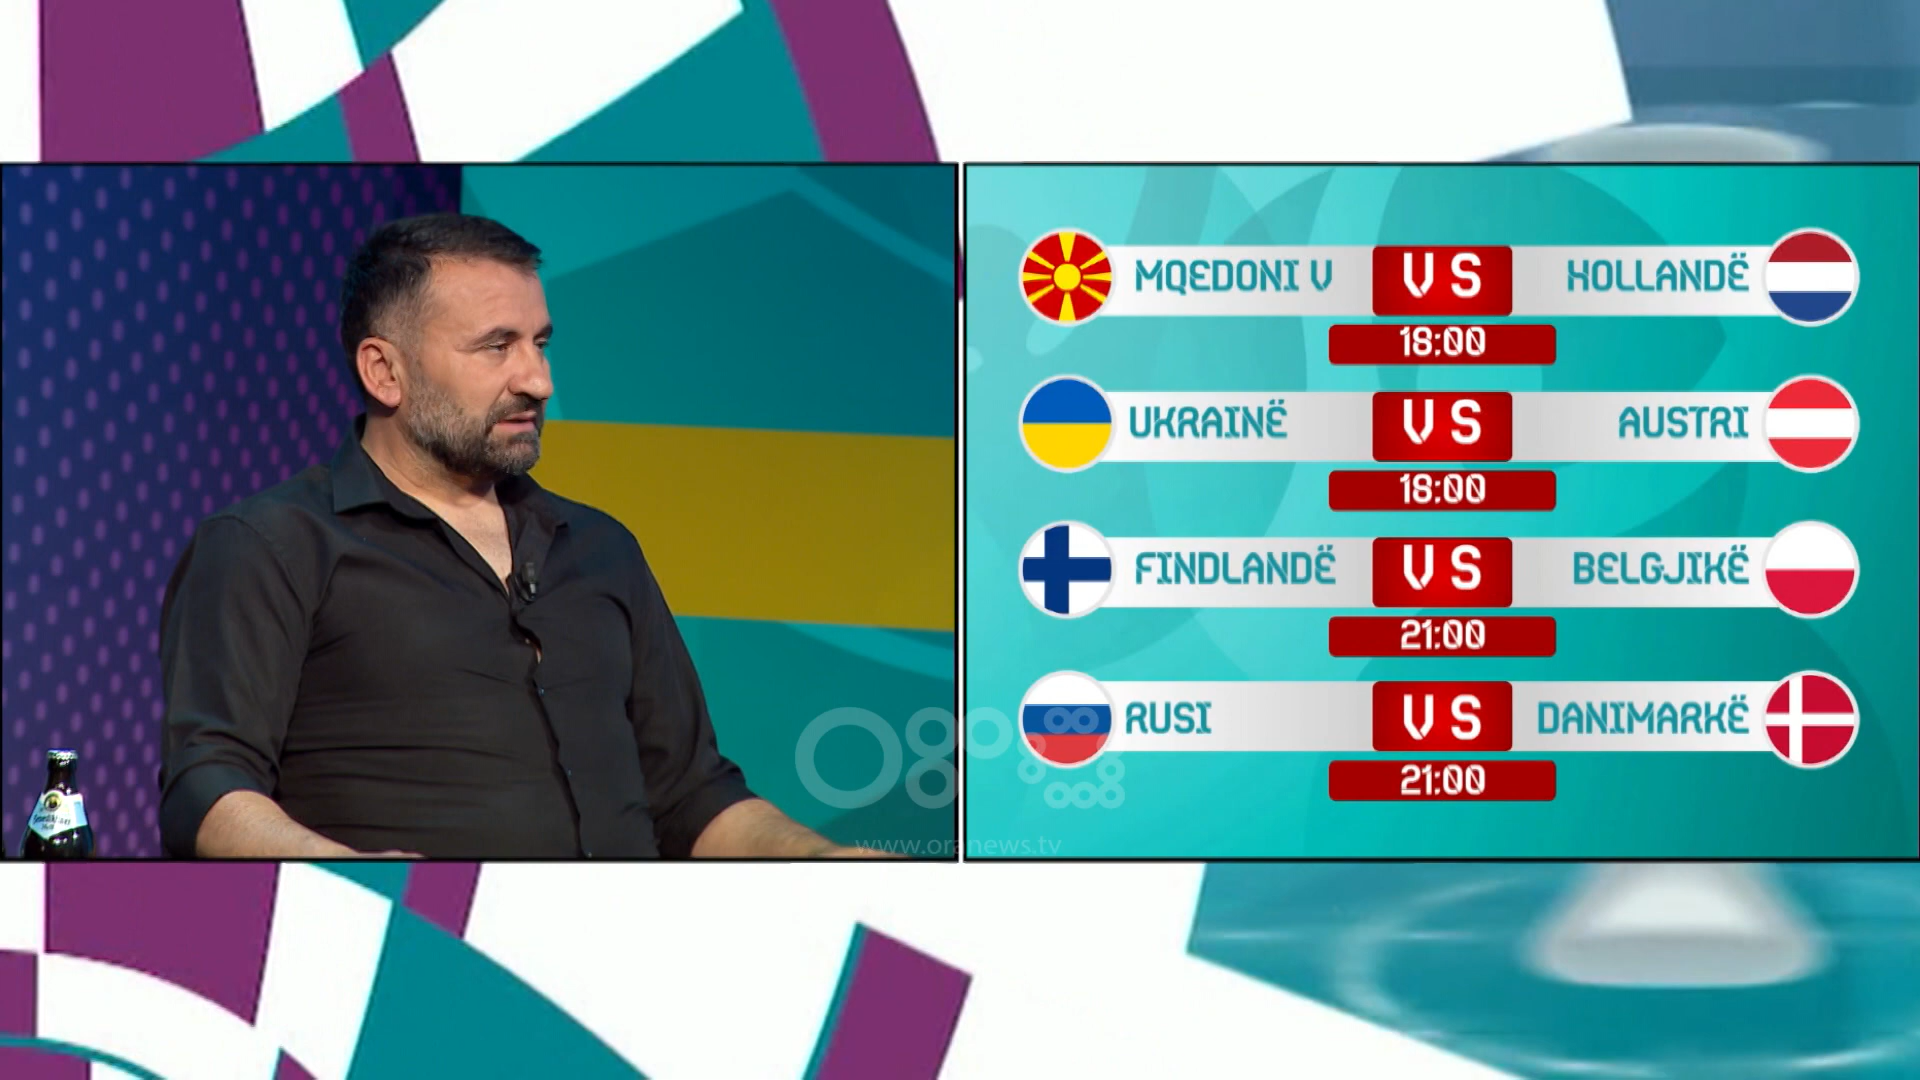 MQEDONI V VS HOLLANDË
18:00
UKRAINË VS AUSTRI
18:00
FINDLANDË VS BELGJIKË
21:00
RUSI VS DANIMARKË
21:00
www.oranews.tv